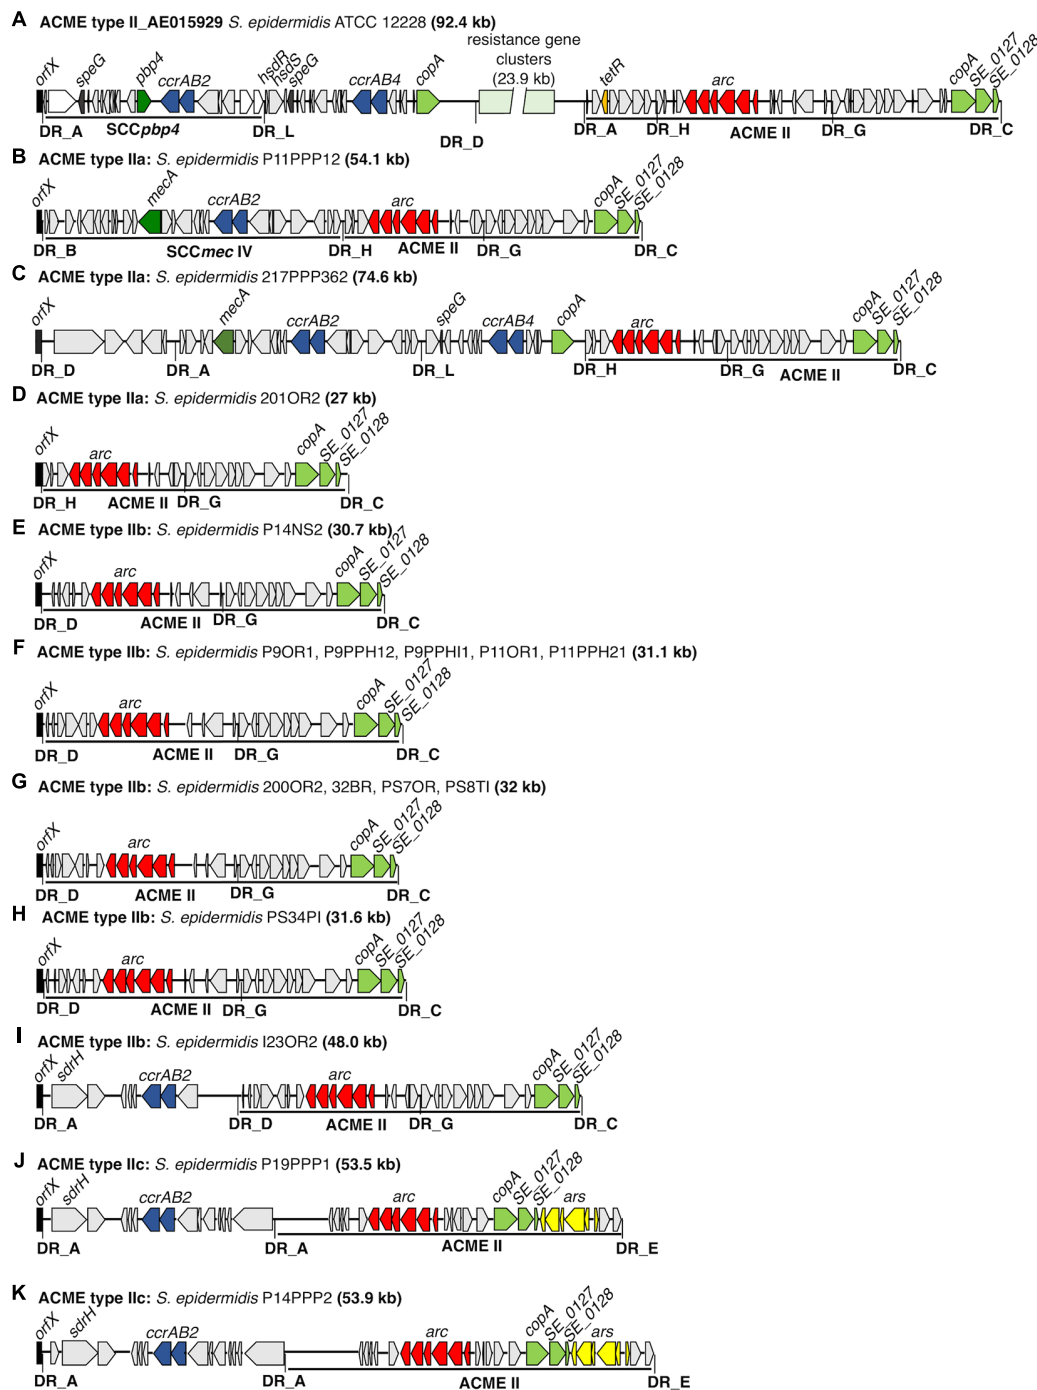 A ACME type II_AE015929 S. epidermidis ATCC 12228 (92.4 kb)
orfX speG pbp4 ccrAB2 hsdR hsdS speG ccrAB4 copA resistance gene clusters (23.9 kb) tetR arc copA SE_0127 SE_0128
DR_A SCCpbp4 DR_L DR_D DR_A DR_H ACME II DR_G DR_C
B ACME type IIa: S. epidermidis P11PPP12 (54.1 kb)
orfX mecA ccrAB2 arc copA SE_0127 SE_0128
DR_B SCCmec IV DR_H ACME II DR_G DR_C
C ACME type IIa: S. epidermidis 217PPP362 (74.6 kb)
orfX mecA ccrAB2 speG ccrAB4 copA arc copA SE_0127 SE_0128
DR_D DR_A DR_L DR_H DR_G ACME II DR_C
D ACME type IIa: S. epidermidis 201OR2 (27 kb)
orfX arc copA SE_0127 SE_0128
DR_H ACME II DR_G DR_C
E ACME type IIb: S. epidermidis P14NS2 (30.7 kb)
orfX arc copA SE_0127 SE_0128
DR_D ACME II DR_G DR_C
F ACME type IIb: S. epidermidis P9OR1, P9PPH12, P9PPHI1, P11OR1, P11PPH21 (31.1 kb)
orfX arc copA SE_0127 SE_0128
DR_D ACME II DR_G DR_C
G ACME type IIb: S. epidermidis 200OR2, 32BR, PS7OR, PS8TI (32 kb)
orfX arc copA SE_0127 SE_0128
DR_D ACME II DR_G DR_C
H ACME type IIb: S. epidermidis PS34PI (31.6 kb)
orfX arc copA SE_0127 SE_0128
DR_D ACME II DR_G DR_C
I ACME type IIb: S. epidermidis I23OR2 (48.0 kb)
orfX sdrH ccrAB2 arc copA SE_0127 SE_0128
DR_A DR_D ACME II DR_G DR_C
J ACME type IIc: S. epidermidis P19PPP1 (53.5 kb)
orfX sdrH ccrAB2 arc copA SE_0127 SE_0128 ars
DR_A DR_A ACME II DR_E
K ACME type IIc: S. epidermidis P14PPP2 (53.9 kb)
orfX sdrH ccrAB2 arc copA SE_0127 SE_0128 ars
DR_A DR_A ACME II DR_E